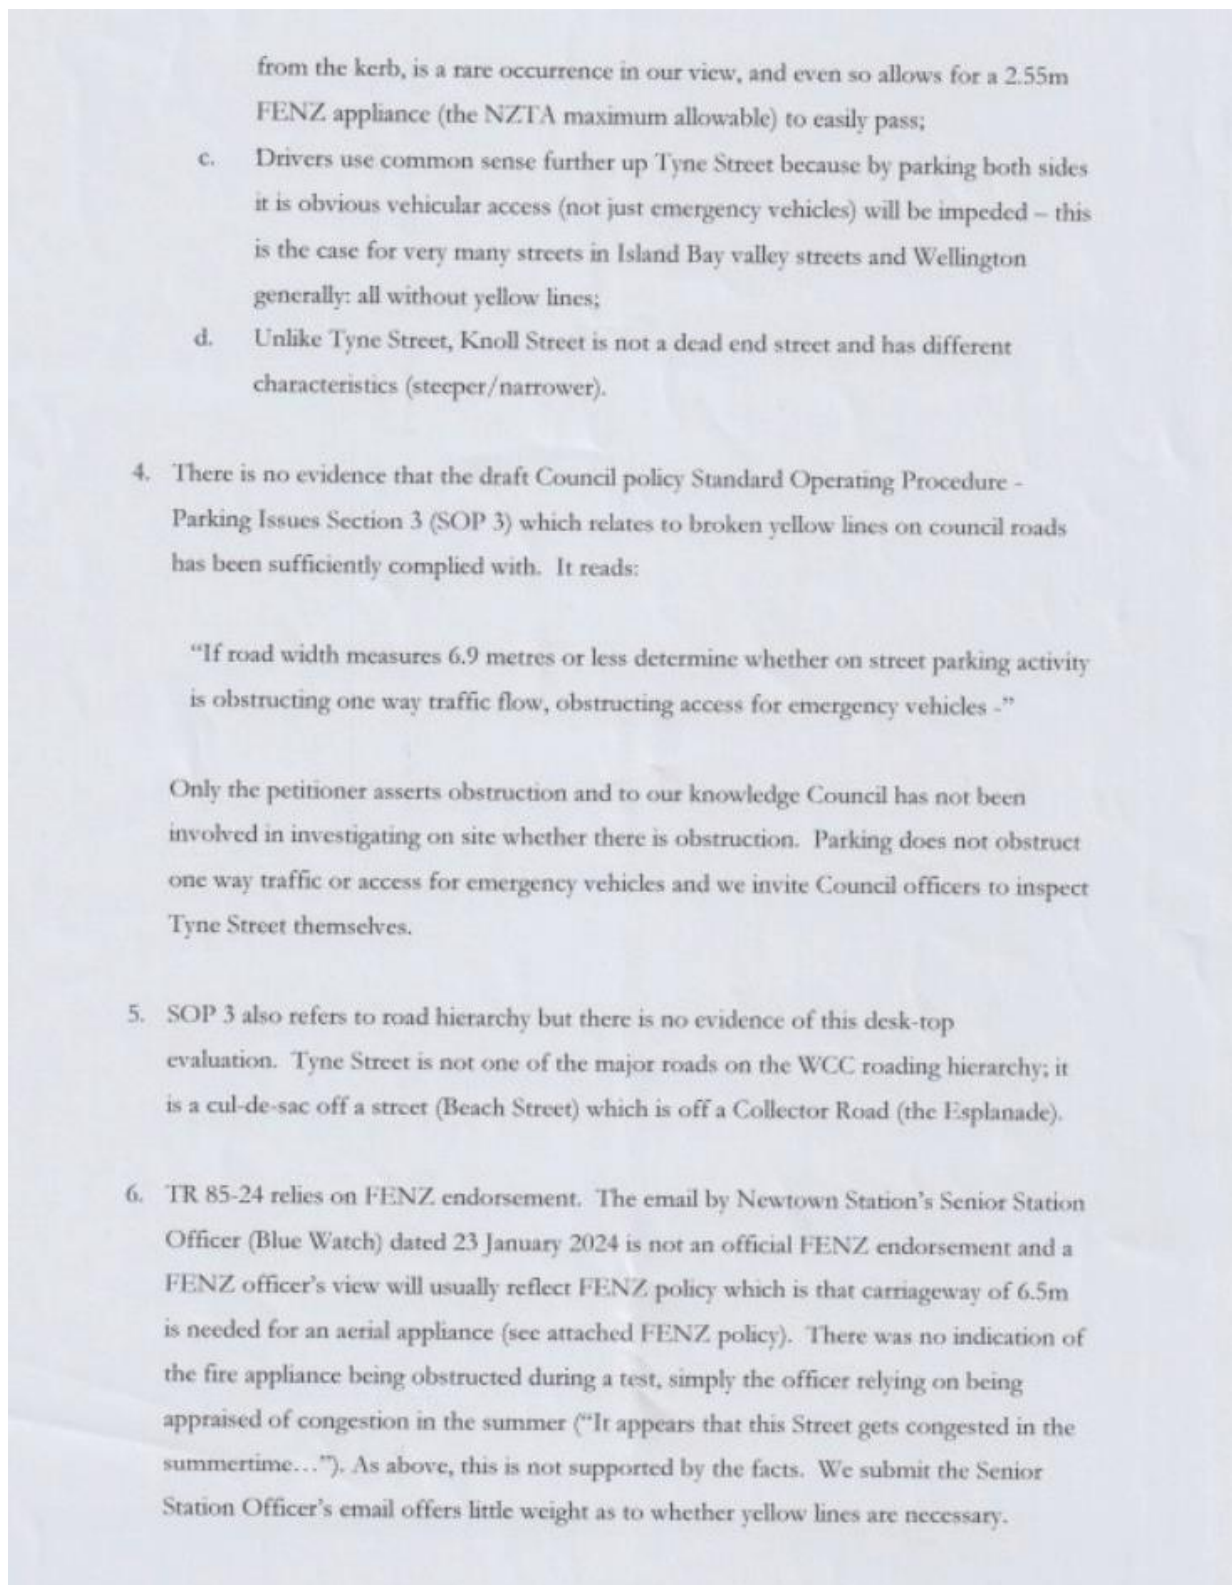 from the kerb, is a rare occurrence in our view, and even so allows for a 2.55m
FENZ appliance (the NZTA maximum allowable) to easily pass;
c. Drivers use common sense further up Tyne Street because by parking both sides
it is obvious vehicular access (not just emergency vehicles) will be impeded – this
is the case for very many streets in Island Bay valley streets and Wellington
generally: all without yellow lines;
d. Unlike Tyne Street, Knoll Street is not a dead end street and has different
characteristics (steeper/narrower).
4. There is no evidence that the draft Council policy Standard Operating Procedure -
Parking Issues Section 3 (SOP 3) which relates to broken yellow lines on council roads
has been sufficiently complied with. It reads:
“If road width measures 6.9 metres or less determine whether on street parking activity
is obstructing one way traffic flow, obstructing access for emergency vehicles -”
Only the petitioner asserts obstruction and to our knowledge Council has not been
involved in investigating on site whether there is obstruction. Parking does not obstruct
one way traffic or access for emergency vehicles and we invite Council officers to inspect
Tyne Street themselves.
5. SOP 3 also refers to road hierarchy but there is no evidence of this desk-top
evaluation. Tyne Street is not one of the major roads on the WCC roading hierarchy; it
is a cul-de-sac off a street (Beach Street) which is off a Collector Road (the Esplanade).
6. TR 85-24 relies on FENZ endorsement. The email by Newtown Station’s Senior Station
Officer (Blue Watch) dated 23 January 2024 is not an official FENZ endorsement and a
FENZ officer’s view will usually reflect FENZ policy which is that carriageway of 6.5m
is needed for an aerial appliance (see attached FENZ policy). There was no indication of
the fire appliance being obstructed during a test, simply the officer relying on being
appraised of congestion in the summer (“It appears that this Street gets congested in the
summertime…”). As above, this is not supported by the facts. We submit the Senior
Station Officer’s email offers little weight as to whether yellow lines are necessary.